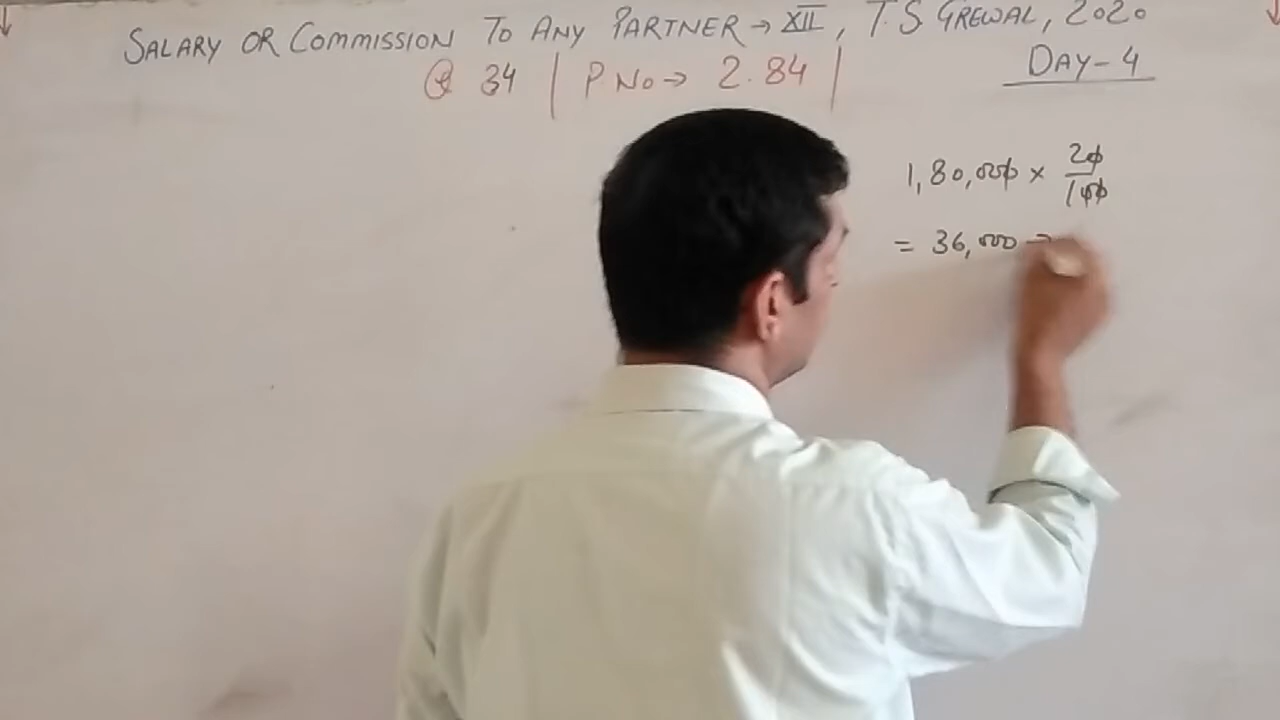 SALARY OR COMMISSION TO ANY PARTNER → XII, T.S GREWAL, 2020
Q 34 | P No → 2.84 |
DAY-4
1,80,000 × 20/100
= 36,000 →